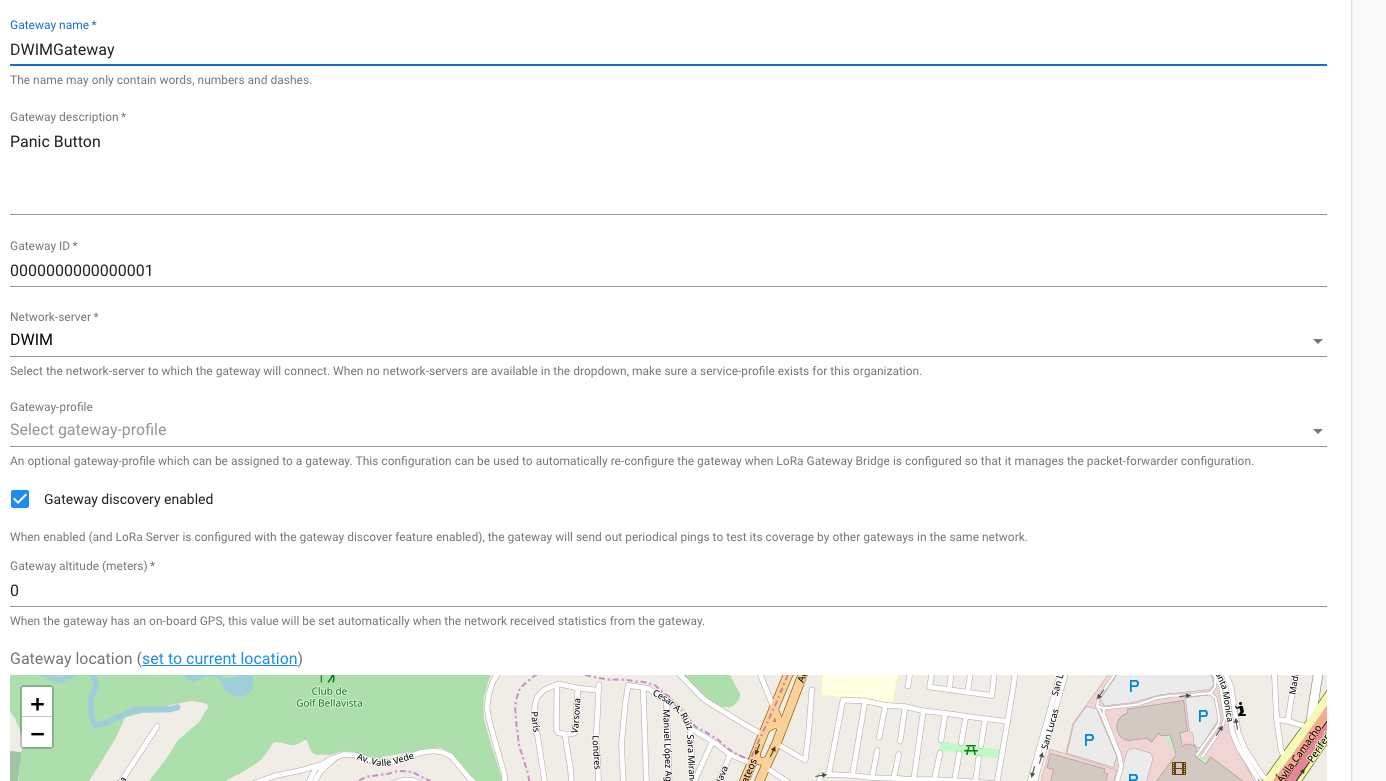 Gateway name *
DWIMGateway
The name may only contain words, numbers and dashes.
Gateway description *
Panic Button
Gateway ID *
0000000000000001
Network-server *
DWIM
Select the network-server to which the gateway will connect. When no network-servers are available in the dropdown, make sure a service-profile exists for this organization.
Gateway-profile
Select gateway-profile
An optional gateway-profile which can be assigned to a gateway. This configuration can be used to automatically re-configure the gateway when LoRa Gateway Bridge is configured so that it manages the packet-forwarder configuration.
Gateway discovery enabled
When enabled (and LoRa Server is configured with the gateway discover feature enabled), the gateway will send out periodical pings to test its coverage by other gateways in the same network.
Gateway altitude (meters) *
0
When the gateway has an on-board GPS, this value will be set automatically when the network received statistics from the gateway.
Gateway location (set to current location)
+
−
Club de
Golf Bellavista
Av. Valle Vede
París
Varsovia
Londres
Cesar A. Ruiz
Manuel López
Sara
San L
San Lucas
P
P
P
P
nta Monica
Mad
Ávila Camacho
Perifer